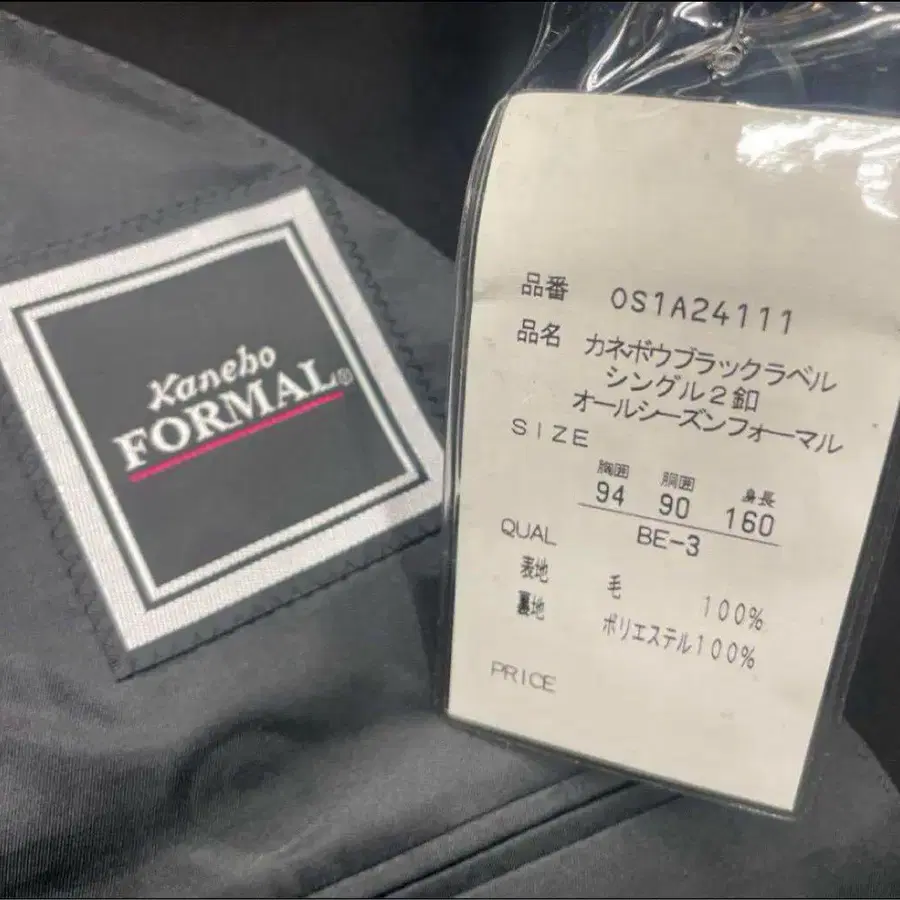 Kanebo
FORMAL®
品番 OS1A24111
品名 カネボウブラックラベル
シングル2釦
オールシーズンフォーマル
SIZE
胸囲 胴囲 身長
94 90 160
BE-3
QUAL
表地 毛 100%
裏地 ポリエステル100%
PRICE